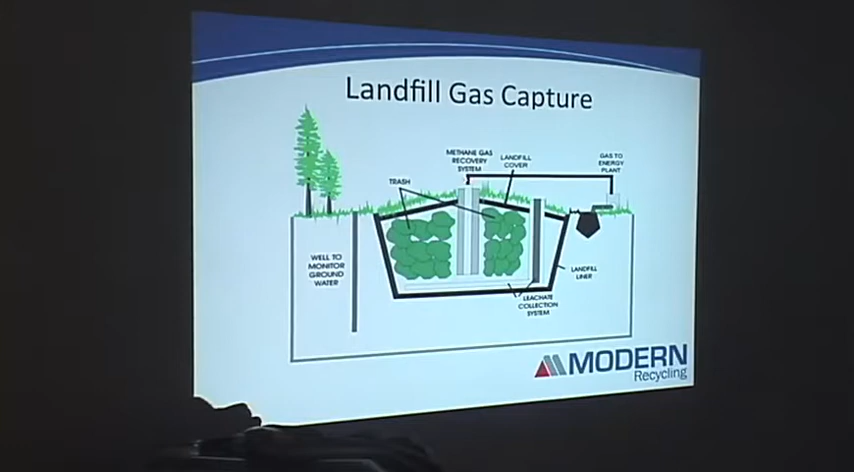 Landfill Gas Capture
METHANE GAS
RECOVERY
SYSTEM
LANDFILL
COVER
GAS TO
ENERGY
PLANT
TRASH
WELL TO
MONITOR
GROUND
WATER
LANDFILL
LINER
LEACHATE
COLLECTION
SYSTEM
MODERN
Recycling